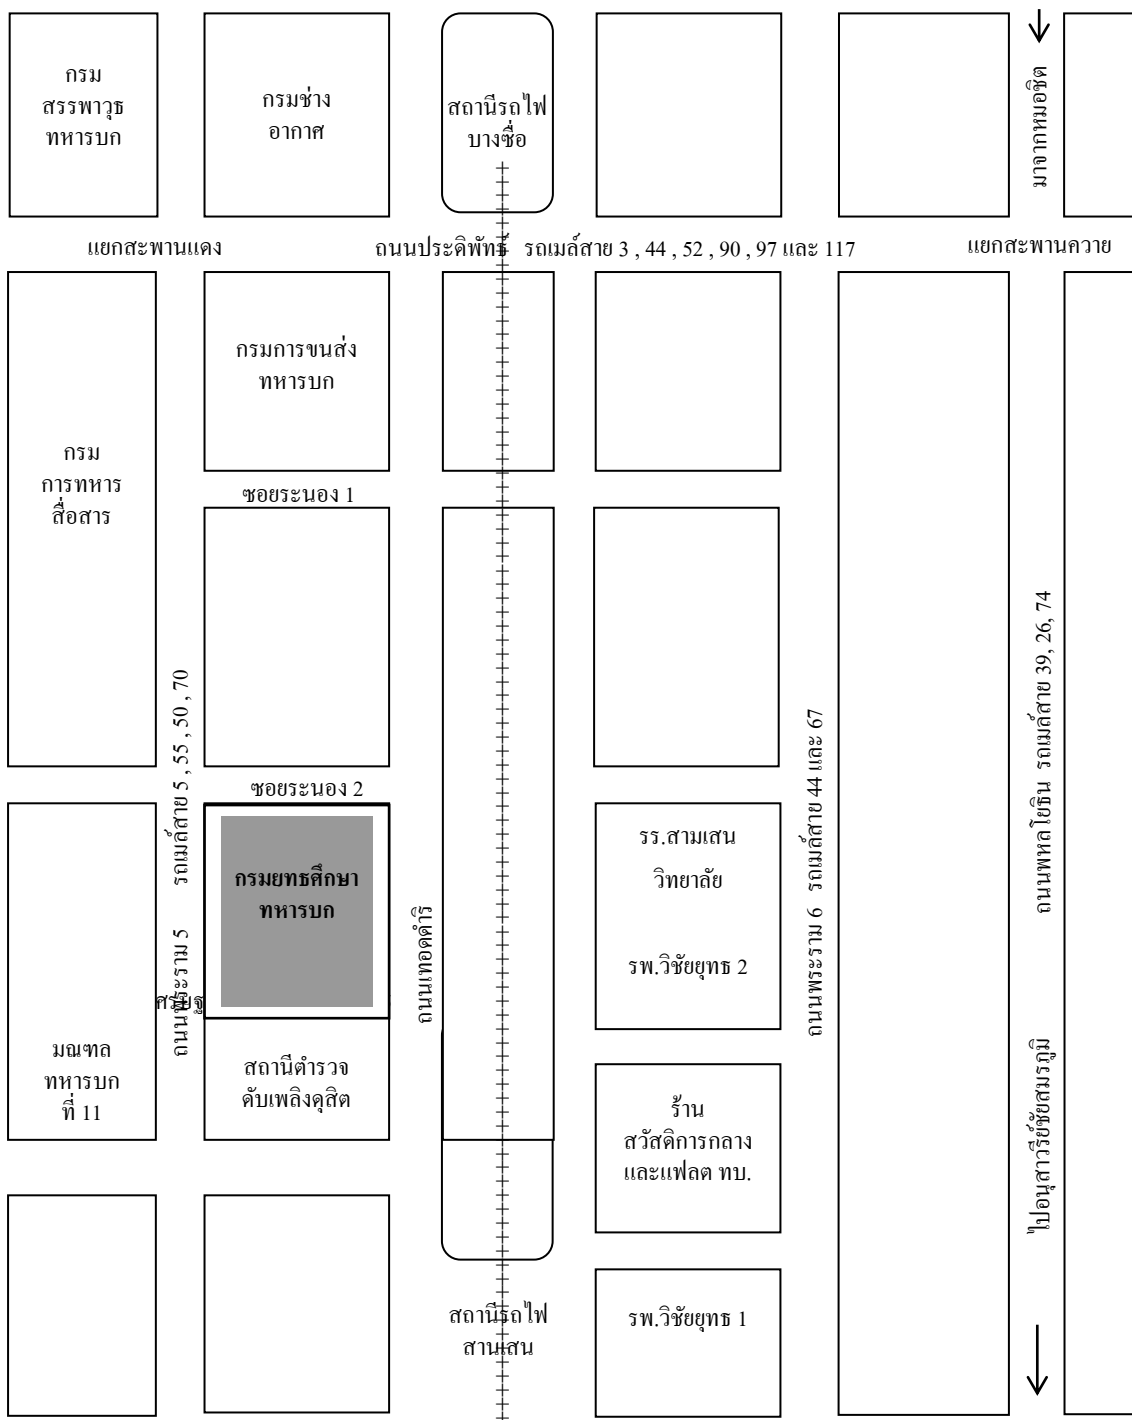 กรม
สรรพาวุธ
ทหารบก
กรมช่าง
อากาศ
สถานีรถไฟ
บางซื่อ
มาจากหมอชิต
แยกสะพานแดง
ถนนประดิพัทธ์ รถเมล์สาย 3 , 44 , 52 , 90 , 97 และ 117
แยกสะพานควาย
กรมการขนส่ง
ทหารบก
กรม
การทหาร
สื่อสาร
ซอยระนอง 1
ถนนพระราม 5 รถเมล์สาย 5 , 55 , 50 , 70
ซอยระนอง 2
กรมยุทธศึกษา
ทหารบก
ถนนเทอดดำริ
รร.สามเสน
วิทยาลัย
รพ.วิชัยยุทธ 2
ถนนพระราม 6 รถเมล์สาย 44 และ 67
ถนนพหลโยธิน รถเมล์สาย 39, 26, 74
มณฑล
ทหารบก
ที่ 11
สถานีตำรวจ
ดับเพลิงดุสิต
ร้าน
สวัสดิการกลาง
และแฟลต ทบ.
ไปอนุสาวรีย์ชัยสมรภูมิ
สถานีรถไฟ
สานเสน
รพ.วิชัยยุทธ 1